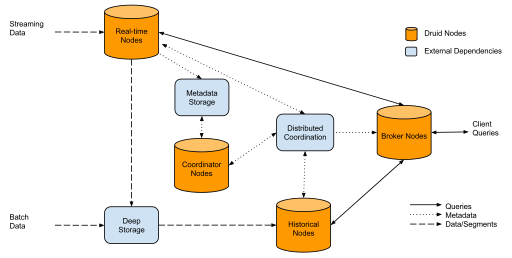 Streaming
Data
Real-time
Nodes
Druid Nodes
External Dependencies
Metadata
Storage
Distributed
Coordination
Broker Nodes
Client
Queries
Coordinator
Nodes
Batch
Data
Deep
Storage
Historical
Nodes
Queries
Metadata
Data/Segments